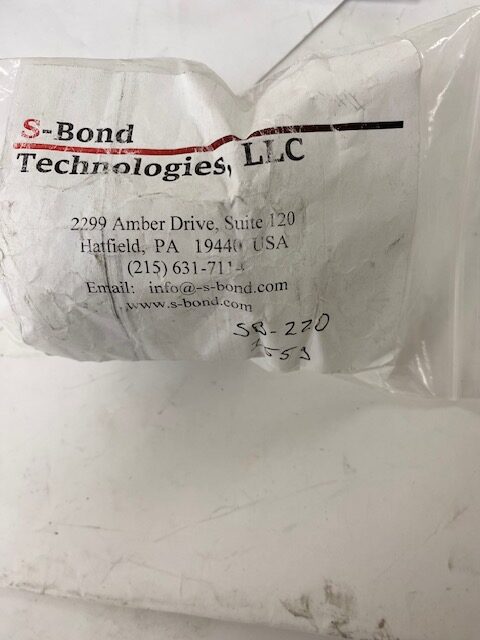 S-Bond
Technologies, LLC
2299 Amber Drive, Suite 120
Hatfield, PA 19440 USA
(215) 631-7114
Email: info@-s-bond.com
www.s-bond.com
SB-220